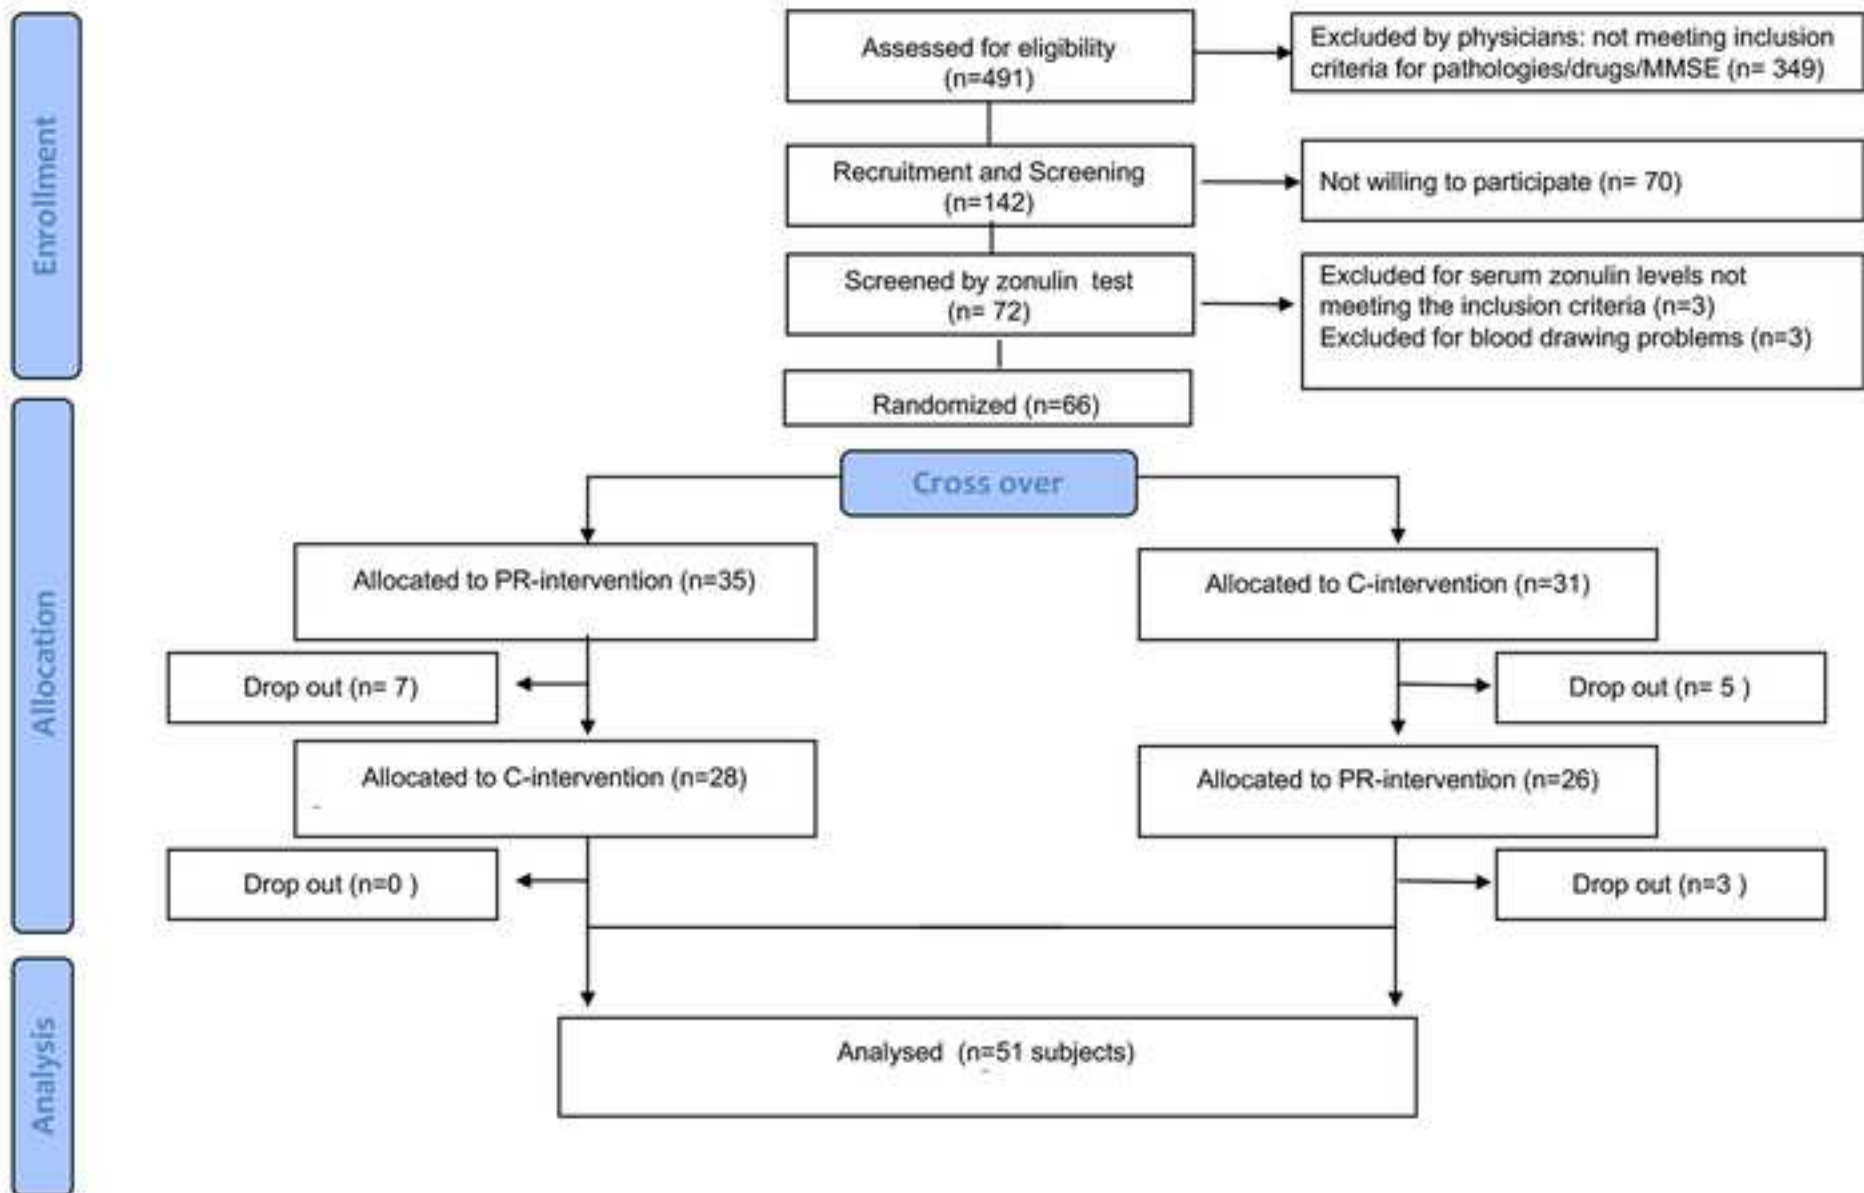 Enrollment
Assessed for eligibility
(n=491)
Excluded by physicians: not meeting inclusion
criteria for pathologies/drugs/MMSE (n= 349)
Recruitment and Screening
(n=142)
Not willing to participate (n= 70)
Screened by zonulin test
(n= 72)
Excluded for serum zonulin levels not
meeting the inclusion criteria (n=3)
Excluded for blood drawing problems (n=3)
Randomized (n=66)
Allocation
Cross over
Allocated to PR-intervention (n=35)
Allocated to C-intervention (n=31)
Drop out (n= 7)
Drop out (n= 5 )
Allocated to C-intervention (n=28)
Allocated to PR-intervention (n=26)
Drop out (n=0 )
Drop out (n=3 )
Analysis
Analysed (n=51 subjects)